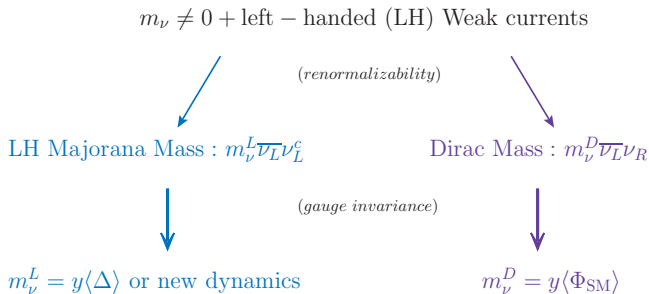 m_ν ≠ 0 + left − handed (LH) Weak currents
(renormalizability)
LH Majorana Mass : m_ν^L \overline{ν_L} ν_L^c
Dirac Mass : m_ν^D \overline{ν_L} ν_R
(gauge invariance)
m_ν^L = y⟨Δ⟩ or new dynamics
m_ν^D = y⟨Φ_SM⟩